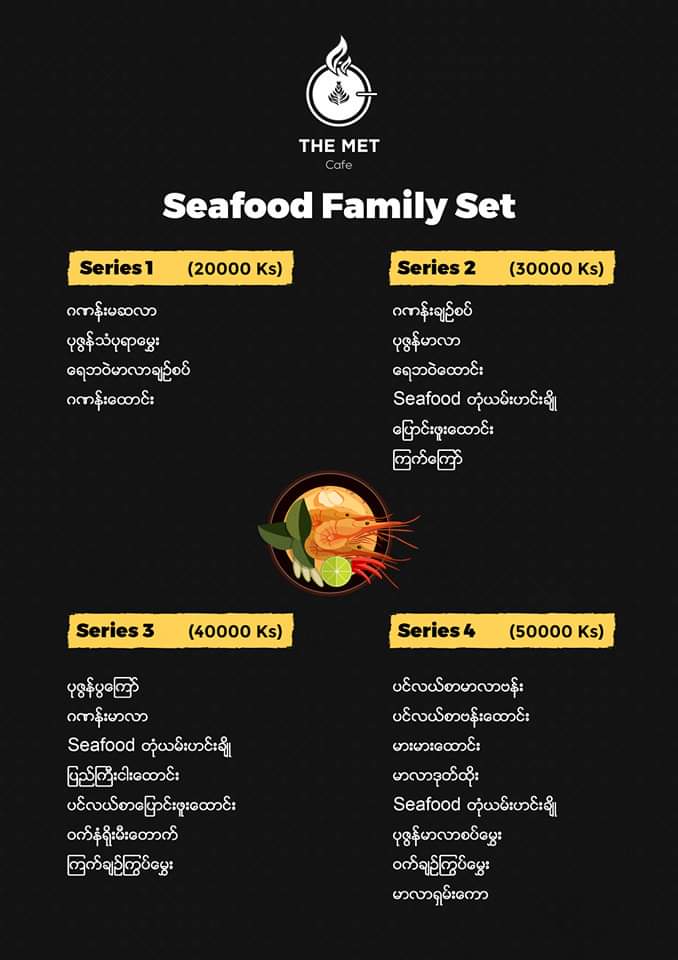 THE MET
Cafe
Seafood Family Set
Series 1 (20000 Ks)
ဂဏန်းမဆလာ
ပုဇွန်သံပုရာမွှေး
ရေဘဝဲမာလာချဉ်စပ်
ဂဏန်းထောင်း
Series 2 (30000 Ks)
ဂဏန်းချဉ်စပ်
ပုဇွန်မာလာ
ရေဘဝဲထောင်း
Seafood တုံယမ်းဟင်းချို
ပြောင်းဖူးထောင်း
ကြက်ကြော်
Series 3 (40000 Ks)
ပုဇွန်ပွကြော်
ဂဏန်းမာလာ
Seafood တုံယမ်းဟင်းချို
ပြည်ကြီးငါးထောင်း
ပင်လယ်စာပြောင်းဖူးထောင်း
ဝက်နံရိုးမီးတောက်
ကြက်ချဉ်ကြွပ်မွှေး
Series 4 (50000 Ks)
ပင်လယ်စာမာလာဗန်း
ပင်လယ်စာဗန်းထောင်း
မားမားထောင်း
မာလာဒုတ်ထိုး
Seafood တုံယမ်းဟင်းချို
ပုဇွန်မာလာစပ်မွှေး
ဝက်ချဉ်ကြွပ်မွှေး
မာလာရှမ်းကော